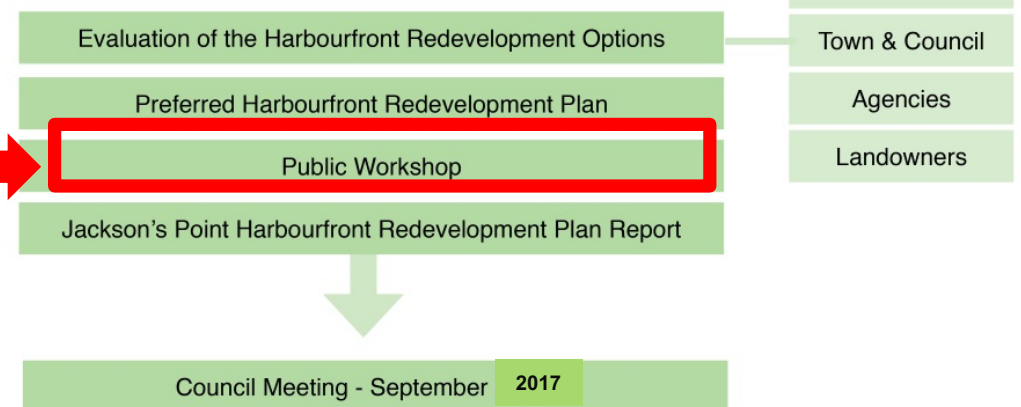 Evaluation of the Harbourfront Redevelopment Options
Town & Council
Preferred Harbourfront Redevelopment Plan
Agencies
Public Workshop
Landowners
Jackson's Point Harbourfront Redevelopment Plan Report
Council Meeting - September 2017